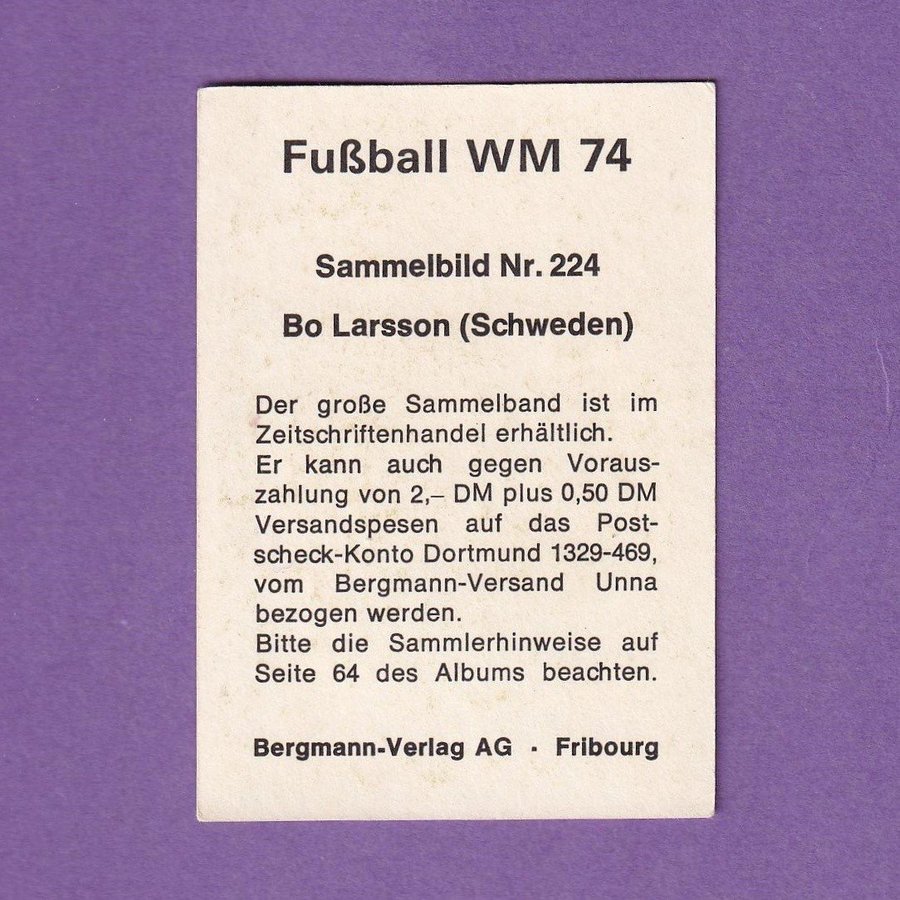 Fußball WM 74
Sammelbild Nr. 224
Bo Larsson (Schweden)
Der große Sammelband ist im
Zeitschriftenhandel erhältlich.
Er kann auch gegen Voraus-
zahlung von 2,– DM plus 0,50 DM
Versandspesen auf das Post-
scheck-Konto Dortmund 1329-469,
vom Bergmann-Versand Unna
bezogen werden.
Bitte die Sammlerhinweise auf
Seite 64 des Albums beachten.
Bergmann-Verlag AG · Fribourg